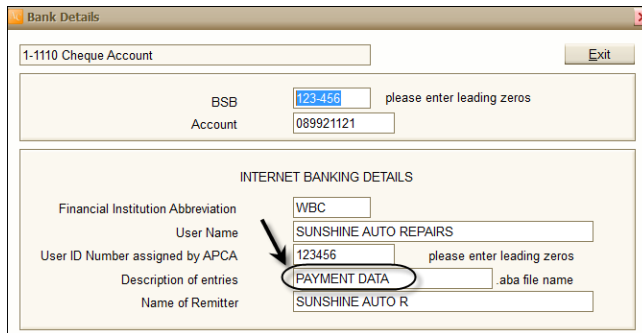 Bank Details
1-1110 Cheque Account
Exit
BSB 123-456 please enter leading zeros
Account 089921121
INTERNET BANKING DETAILS
Financial Institution Abbreviation WBC
User Name SUNSHINE AUTO REPAIRS
User ID Number assigned by APCA 123456 please enter leading zeros
Description of entries PAYMENT DATA .aba file name
Name of Remitter SUNSHINE AUTO R